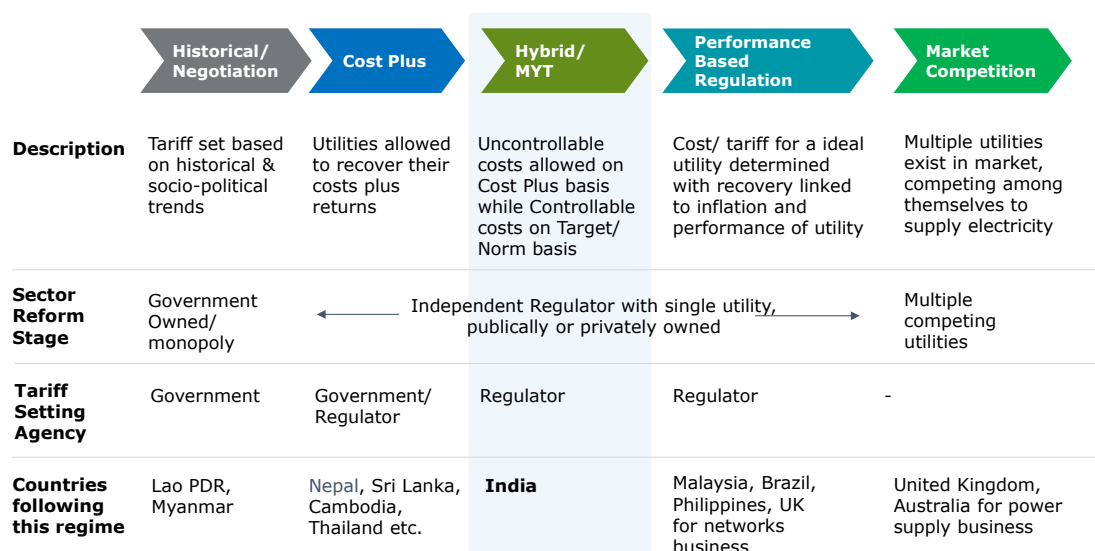 Historical/
Negotiation
Cost Plus
Hybrid/
MYT
Performance
Based
Regulation
Market
Competition
Description
Tariff set based
on historical &
socio-political
trends
Utilities allowed
to recover their
costs plus
returns
Uncontrollable
costs allowed on
Cost Plus basis
while Controllable
costs on Target/
Norm basis
Cost/ tariff for a ideal
utility determined
with recovery linked
to inflation and
performance of utility
Multiple utilities
exist in market,
competing among
themselves to
supply electricity
Sector
Reform
Stage
Government
Owned/
monopoly
Independent Regulator with single utility,
publically or privately owned
Multiple
competing
utilities
Tariff
Setting
Agency
Government
Government/
Regulator
Regulator
Regulator
-
Countries
following
this regime
Lao PDR,
Myanmar
Nepal, Sri Lanka,
Cambodia,
Thailand etc.
India
Malaysia, Brazil,
Philippines, UK
for networks
business
United Kingdom,
Australia for power
supply business